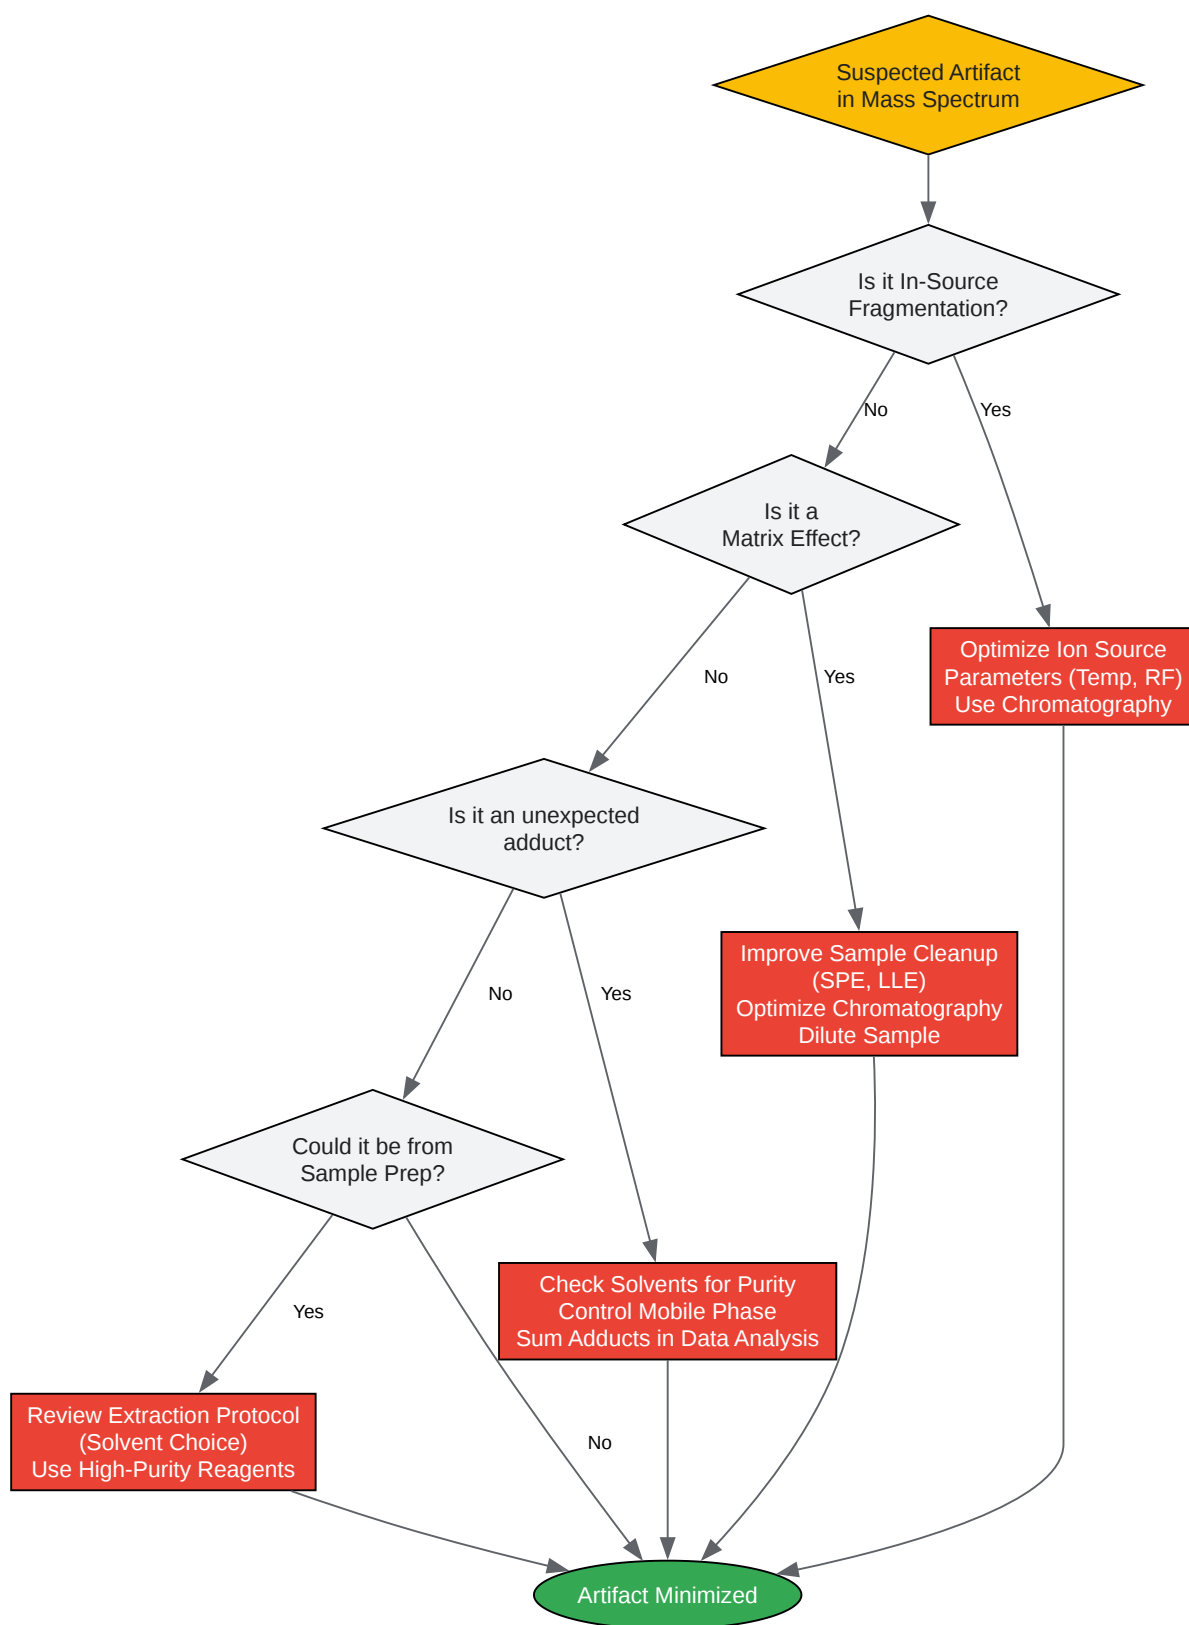 Suspected Artifact
in Mass Spectrum
Is it In-Source
Fragmentation?
No
Yes
Is it a
Matrix Effect?
Optimize Ion Source
Parameters (Temp, RF)
Use Chromatography
No
Yes
Is it an unexpected
adduct?
Improve Sample Cleanup
(SPE, LLE)
Optimize Chromatography
Dilute Sample
No
Yes
Could it be from
Sample Prep?
Check Solvents for Purity
Control Mobile Phase
Sum Adducts in Data Analysis
Yes
Review Extraction Protocol
(Solvent Choice)
Use High-Purity Reagents
No
Artifact Minimized